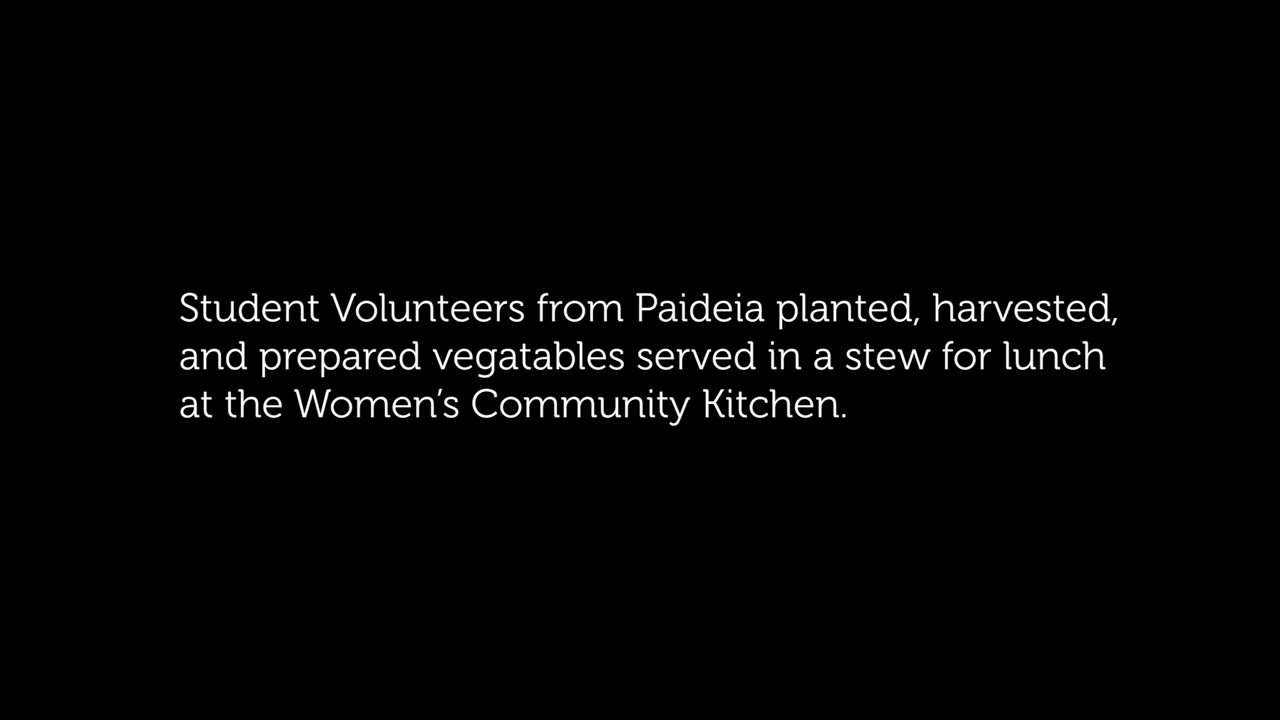 Student Volunteers from Paideia planted, harvested,
and prepared vegatables served in a stew for lunch
at the Women’s Community Kitchen.